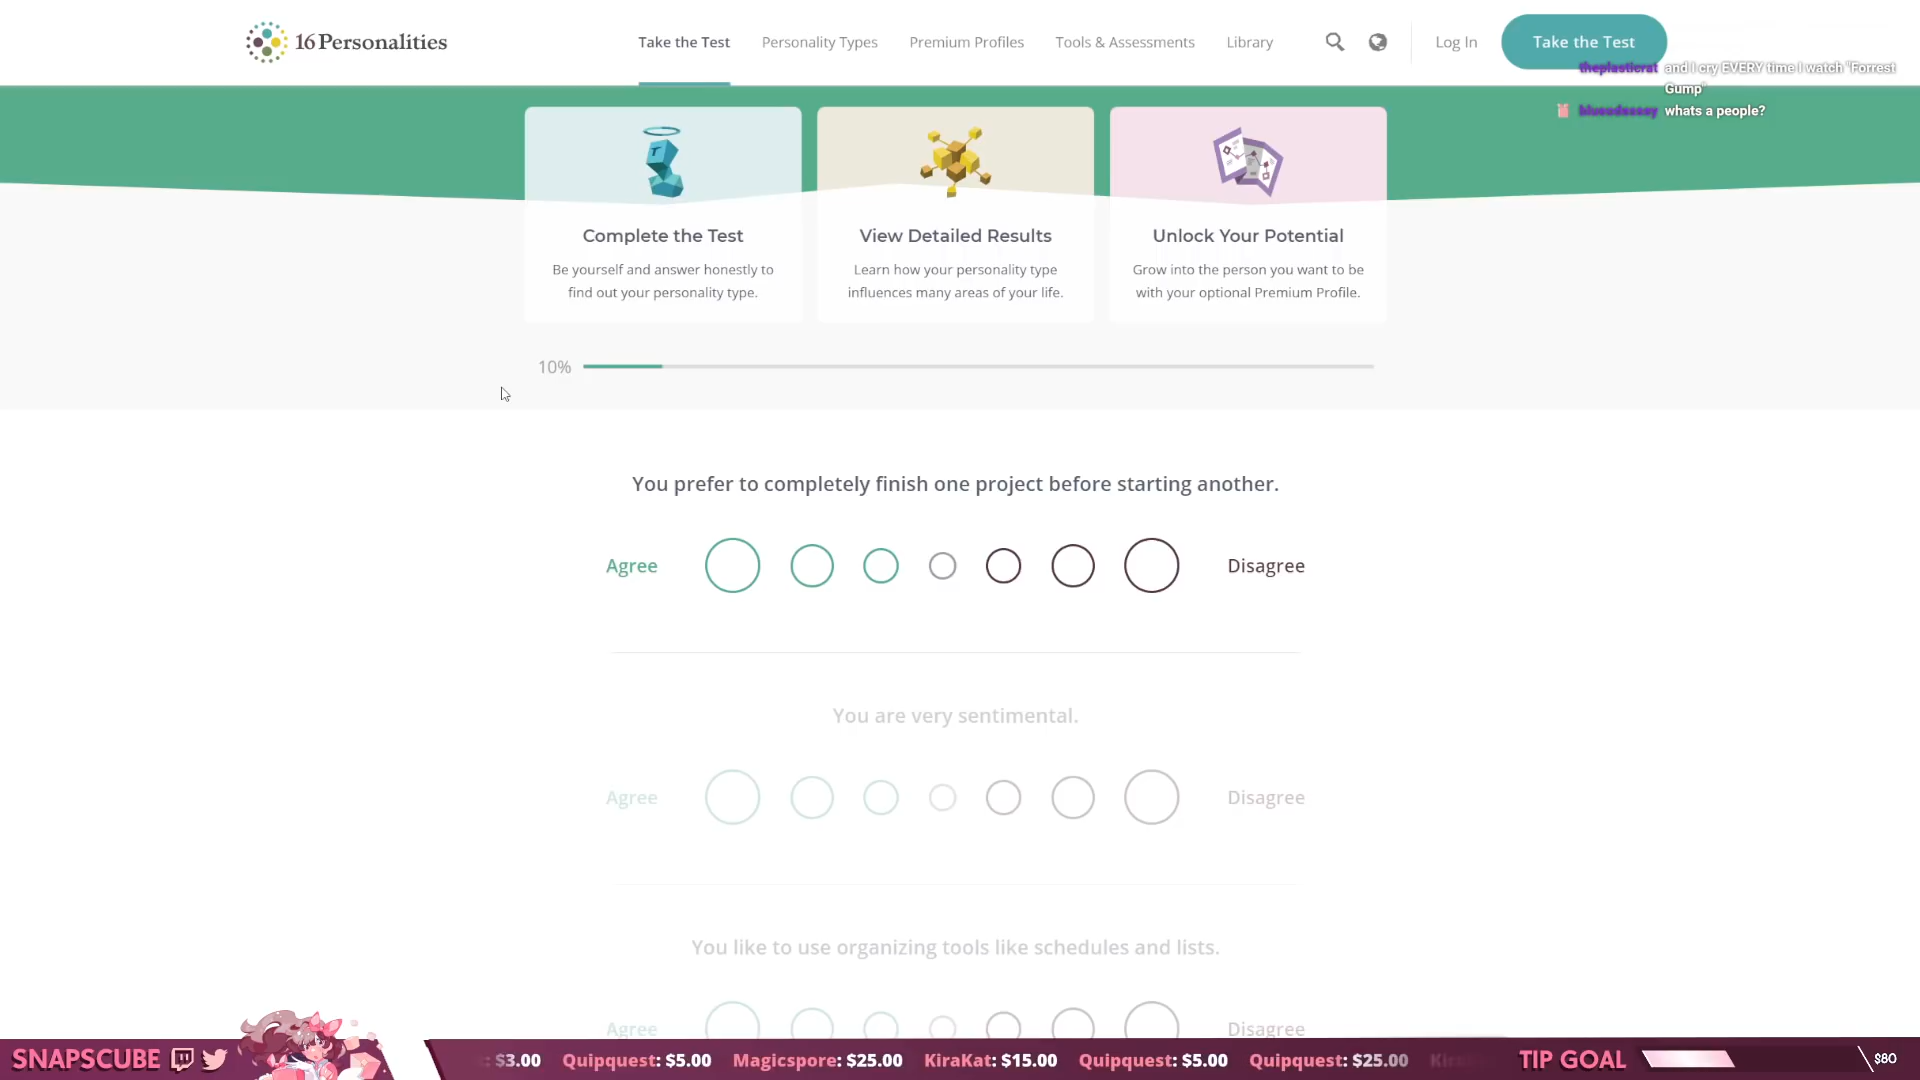 16Personalities
Take the Test
Personality Types
Premium Profiles
Tools & Assessments
Library
Log In
Take the Test
theplasticrat and I cry EVERY time I watch "Forrest
Gump"
whats a people?
T
Complete the Test
Be yourself and answer honestly to
find out your personality type.
View Detailed Results
Learn how your personality type
influences many areas of your life.
Unlock Your Potential
Grow into the person you want to be
with your optional Premium Profile.
10%
You prefer to completely finish one project before starting another.
Agree
Disagree
You are very sentimental.
Agree
Disagree
You like to use organizing tools like schedules and lists.
Agree
Disagree
SNAPSCUBE
: $3.00 Quipquest: $5.00 Magicspore: $25.00 KiraKat: $15.00 Quipquest: $5.00 Quipquest: $25.00
TIP GOAL
$80